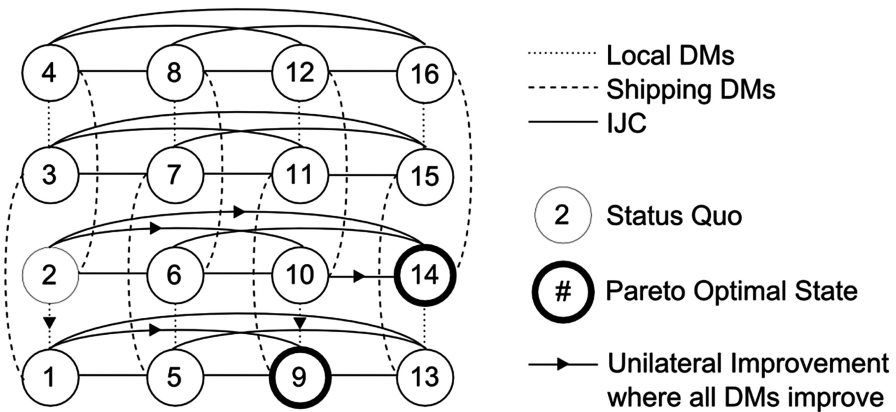 4 8 12 16
Local DMs
Shipping DMs
IJC
3 7 11 15
2 Status Quo
2 6 10 14
# Pareto Optimal State
1 5 9 13
Unilateral Improvement
where all DMs improve